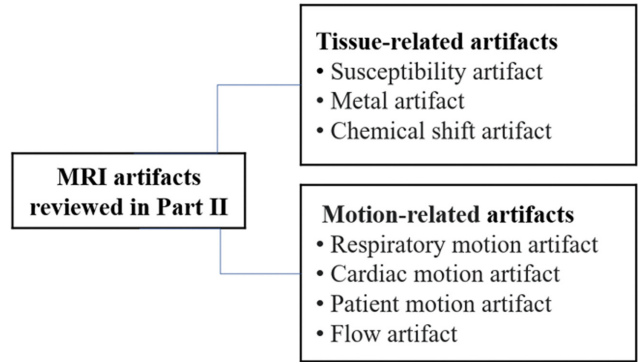 MRI artifacts
reviewed in Part II
Tissue-related artifacts
• Susceptibility artifact
• Metal artifact
• Chemical shift artifact
Motion-related artifacts
• Respiratory motion artifact
• Cardiac motion artifact
• Patient motion artifact
• Flow artifact